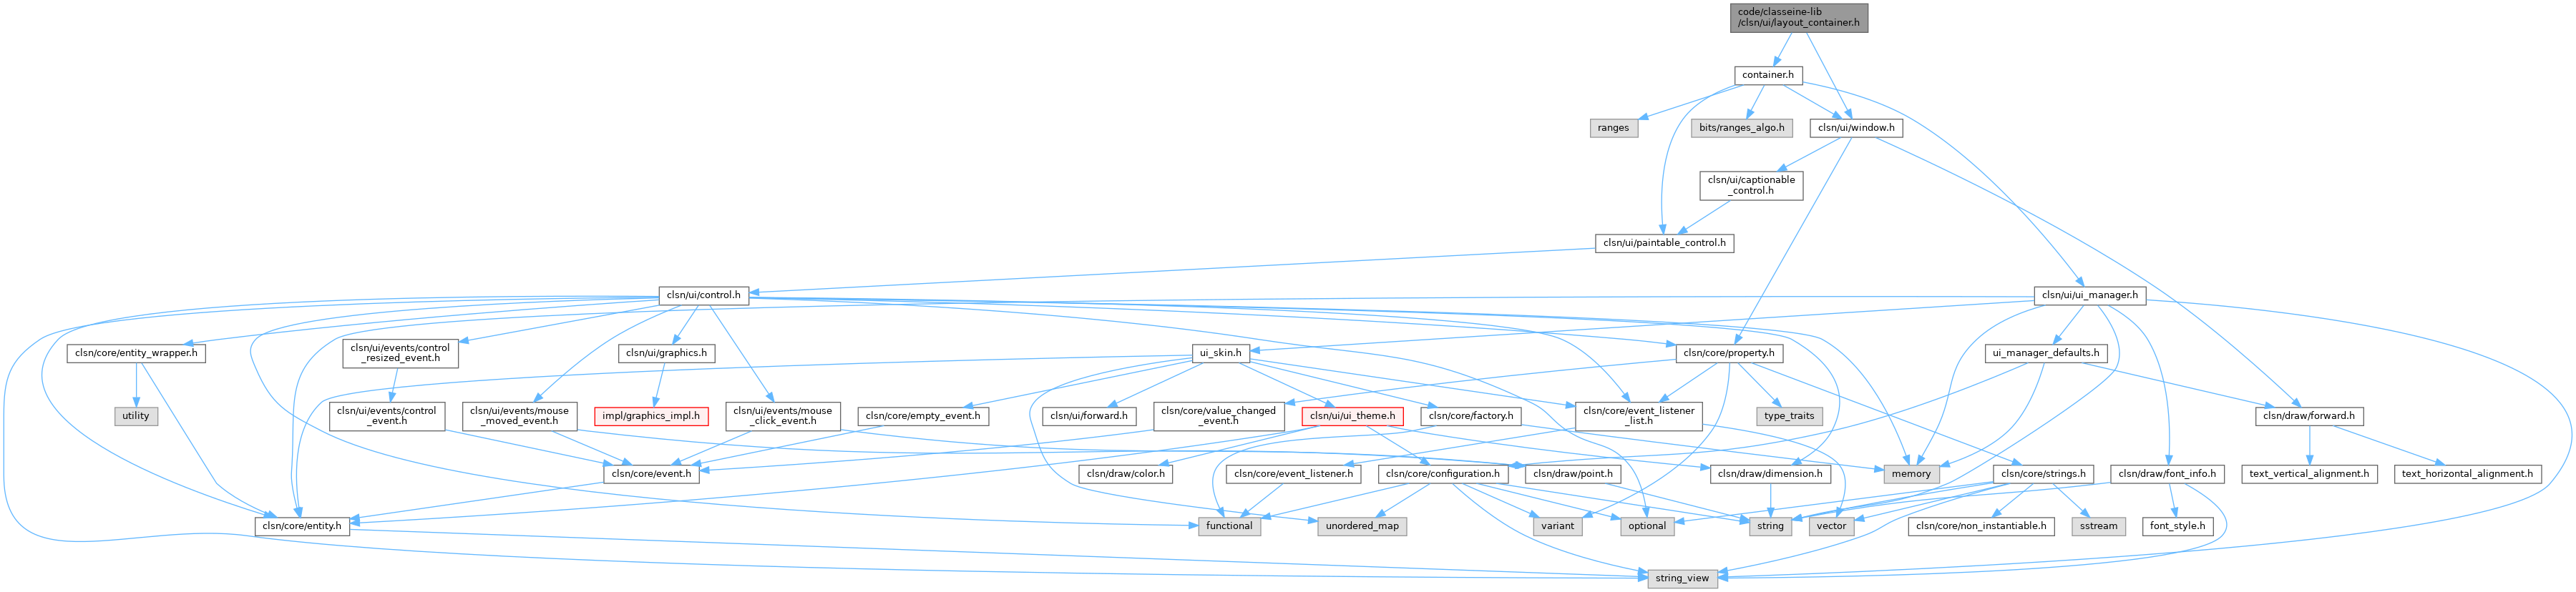 code/classeine-lib
/clsn/ui/layout_container.h
container.h
ranges
bits/ranges_algo.h
clsn/ui/window.h
clsn/ui/captionable
_control.h
clsn/ui/paintable_control.h
clsn/ui/control.h
clsn/ui/ui_manager.h
clsn/core/entity_wrapper.h
clsn/ui/events/control
_resized_event.h
clsn/ui/graphics.h
ui_skin.h
clsn/core/property.h
ui_manager_defaults.h
utility
clsn/ui/events/control
_event.h
clsn/ui/events/mouse
_moved_event.h
impl/graphics_impl.h
clsn/ui/events/mouse
_click_event.h
clsn/core/empty_event.h
clsn/ui/forward.h
clsn/core/value_changed
_event.h
clsn/ui/ui_theme.h
clsn/core/factory.h
clsn/core/event_listener
_list.h
type_traits
clsn/draw/forward.h
clsn/core/event.h
clsn/draw/color.h
clsn/core/event_listener.h
clsn/core/configuration.h
clsn/draw/point.h
clsn/draw/dimension.h
memory
clsn/core/strings.h
clsn/draw/font_info.h
text_vertical_alignment.h
text_horizontal_alignment.h
clsn/core/entity.h
functional
unordered_map
variant
optional
string
vector
clsn/core/non_instantiable.h
sstream
font_style.h
string_view